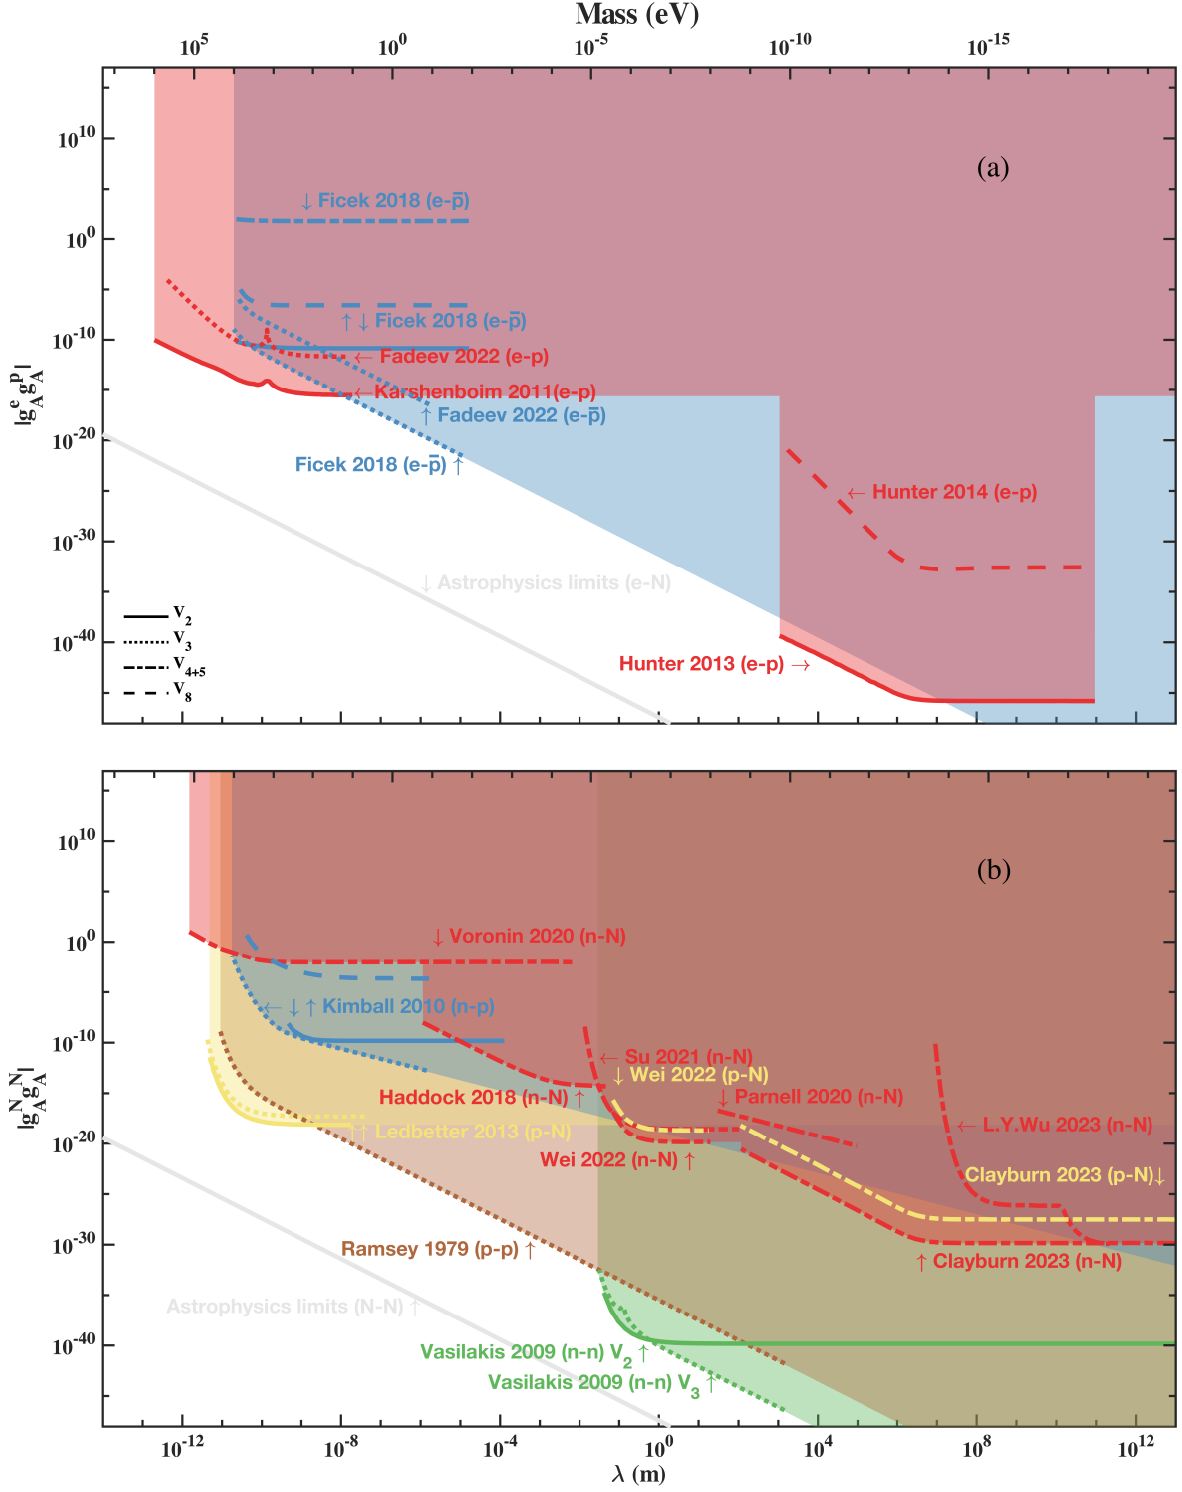 Mass (eV)
10^5 10^0 10^-5 10^-10 10^-15
10^10
(a)
↓ Ficek 2018 (e-p̅)
10^0
↑ ↓ Ficek 2018 (e-p̅)
10^-10
← Fadeev 2022 (e-p)
|g_A^e g_A^p|
←Karshenboim 2011(e-p)
↑ Fadeev 2022 (e-p̅)
10^-20
Ficek 2018 (e-p̅) ↑
← Hunter 2014 (e-p)
10^-30
↓ Astrophysics limits (e-N)
V_2
V_3
10^-40
Hunter 2013 (e-p) →
V_4+5
V_8
10^10
(b)
10^0
↓ Voronin 2020 (n-N)
← ↓ ↑ Kimball 2010 (n-p)
10^-10
← Su 2021 (n-N)
↓ Wei 2022 (p-N)
|g_A^N g_A^N|
Haddock 2018 (n-N) ↑
↓ Parnell 2020 (n-N)
← L.Y.Wu 2023 (n-N)
↑ Ledbetter 2013 (p-N)
10^-20
Wei 2022 (n-N) ↑
Clayburn 2023 (p-N)↓
10^-30
Ramsey 1979 (p-p) ↑
↑ Clayburn 2023 (n-N)
Astrophysics limits (N-N) ↑
10^-40
Vasilakis 2009 (n-n) V_2 ↑
Vasilakis 2009 (n-n) V_3 ↑
10^-12 10^-8 10^-4 10^0 10^4 10^8 10^12
λ (m)